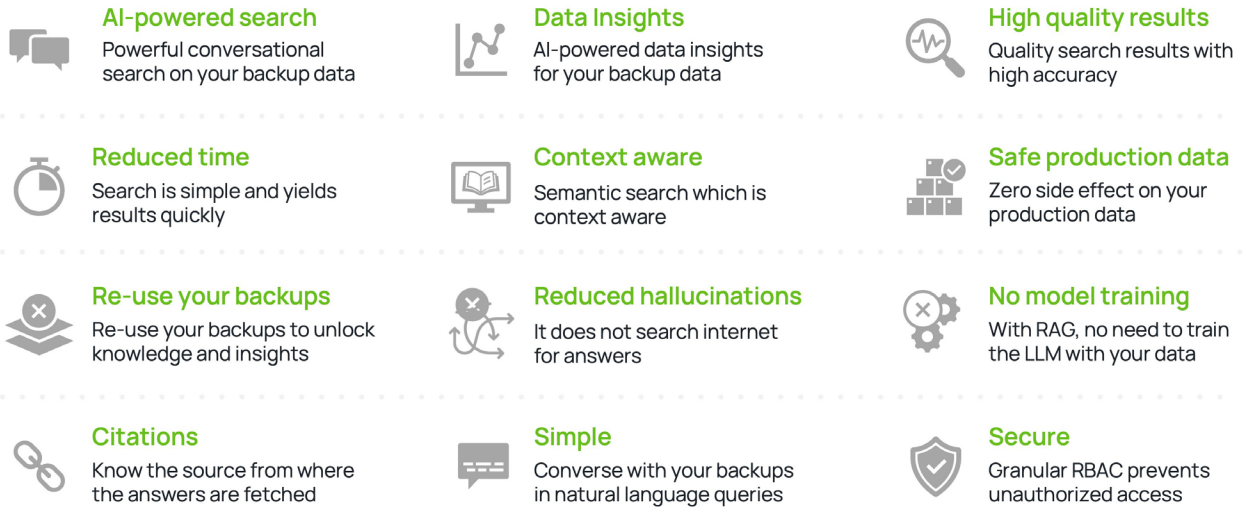 AI-powered search
Powerful conversational
search on your backup data
Data Insights
AI-powered data insights
for your backup data
High quality results
Quality search results with
high accuracy
Reduced time
Search is simple and yields
results quickly
Context aware
Semantic search which is
context aware
Safe production data
Zero side effect on your
production data
Re-use your backups
Re-use your backups to unlock
knowledge and insights
Reduced hallucinations
It does not search internet
for answers
No model training
With RAG, no need to train
the LLM with your data
Citations
Know the source from where
the answers are fetched
Simple
Converse with your backups
in natural language queries
Secure
Granular RBAC prevents
unauthorized access